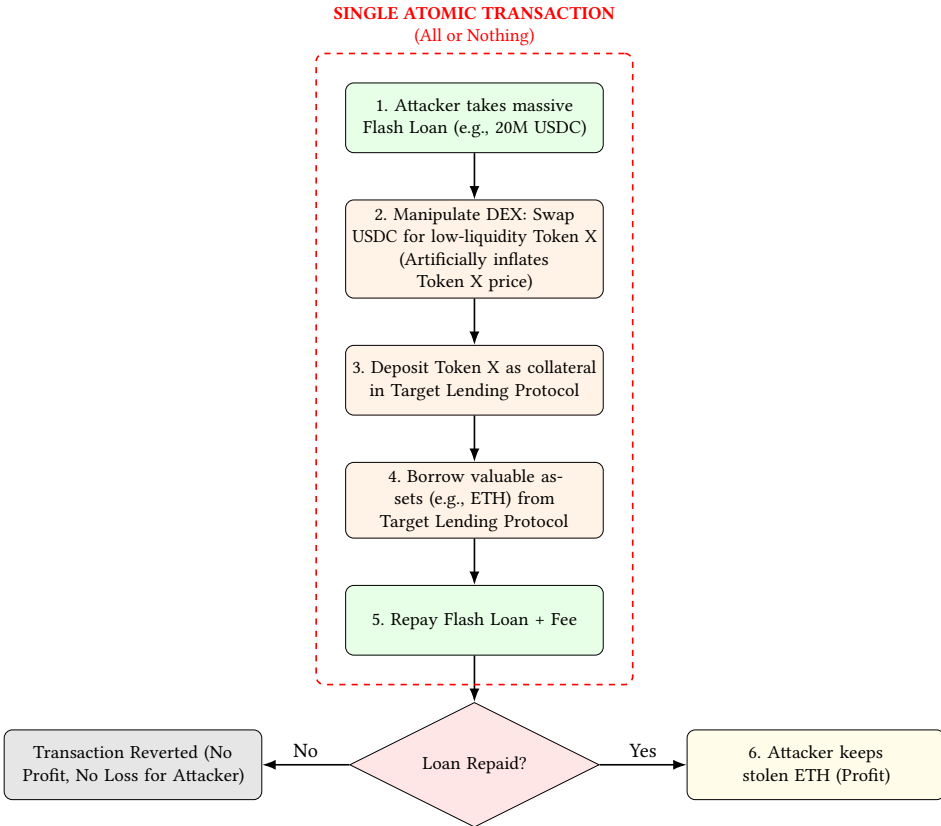 SINGLE ATOMIC TRANSACTION
(All or Nothing)
1. Attacker takes massive
Flash Loan (e.g., 20M USDC)
2. Manipulate DEX: Swap
USDC for low-liquidity Token X
(Artificially inflates
Token X price)
3. Deposit Token X as collateral
in Target Lending Protocol
4. Borrow valuable as-
sets (e.g., ETH) from
Target Lending Protocol
5. Repay Flash Loan + Fee
Transaction Reverted (No
Profit, No Loss for Attacker)
No
Loan Repaid?
Yes
6. Attacker keeps
stolen ETH (Profit)